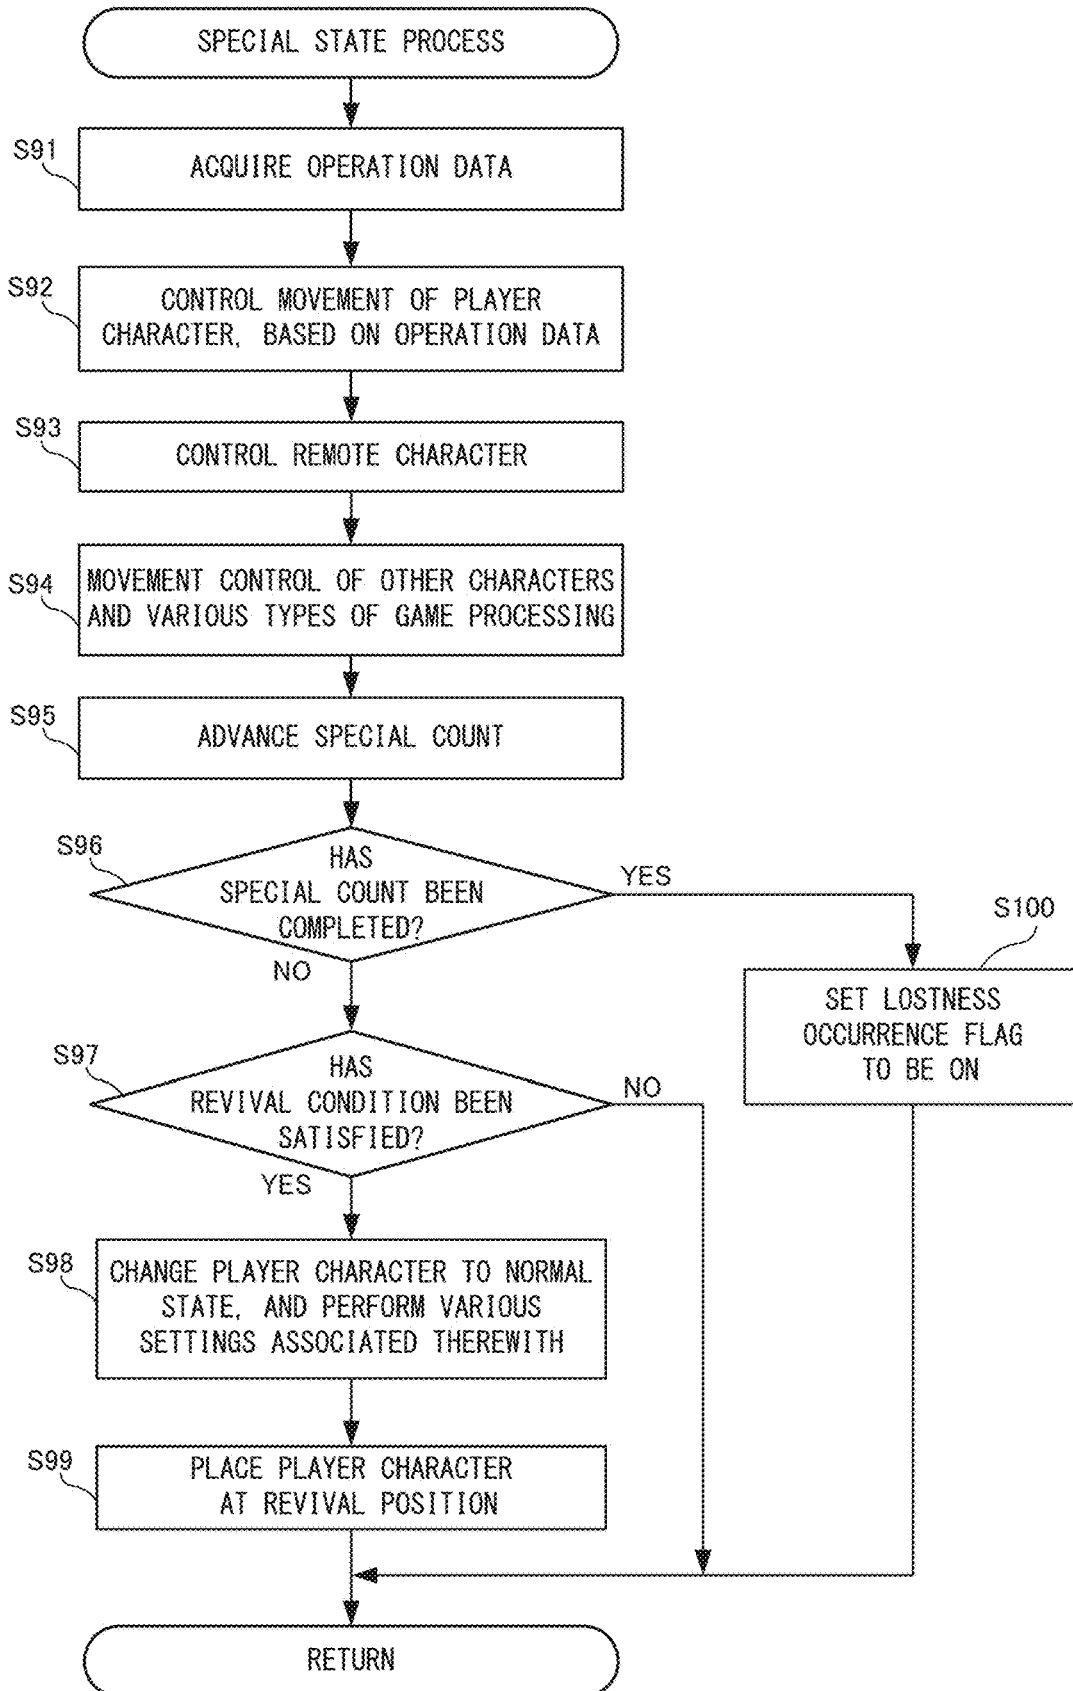 SPECIAL STATE PROCESS
S91
ACQUIRE OPERATION DATA
S92
CONTROL MOVEMENT OF PLAYER
CHARACTER, BASED ON OPERATION DATA
S93
CONTROL REMOTE CHARACTER
S94
MOVEMENT CONTROL OF OTHER CHARACTERS
AND VARIOUS TYPES OF GAME PROCESSING
S95
ADVANCE SPECIAL COUNT
S96
HAS
SPECIAL COUNT BEEN
COMPLETED?
YES
NO
S100
SET LOSTNESS
OCCURRENCE FLAG
TO BE ON
S97
HAS
REVIVAL CONDITION BEEN
SATISFIED?
NO
YES
S98
CHANGE PLAYER CHARACTER TO NORMAL
STATE, AND PERFORM VARIOUS
SETTINGS ASSOCIATED THEREWITH
S99
PLACE PLAYER CHARACTER
AT REVIVAL POSITION
RETURN